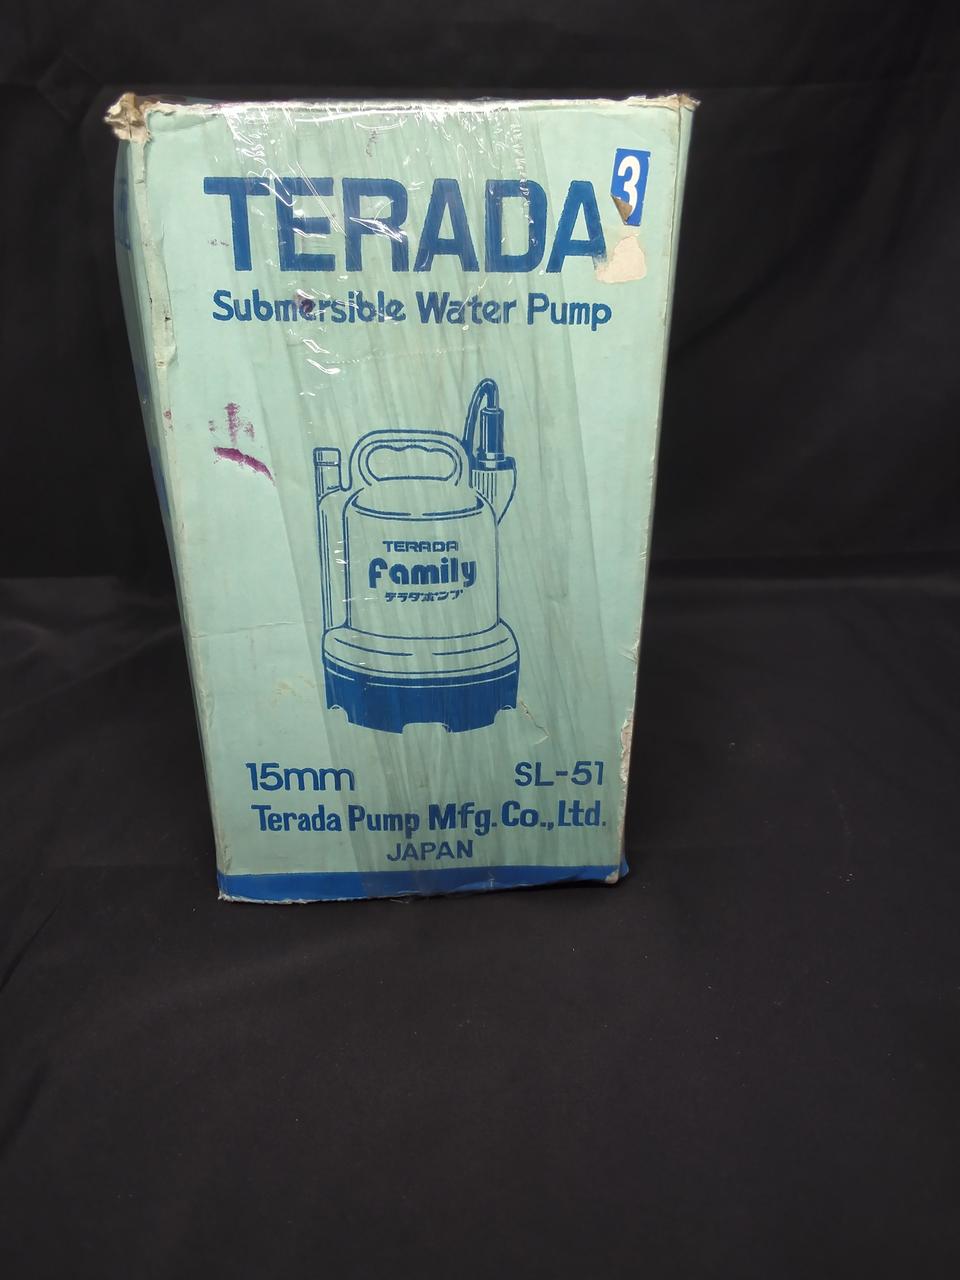 TERADA
3
Submersible Water Pump
TERADA
family
テラダポンプ
15mm SL-51
Terada Pump Mfg. Co., Ltd.
JAPAN